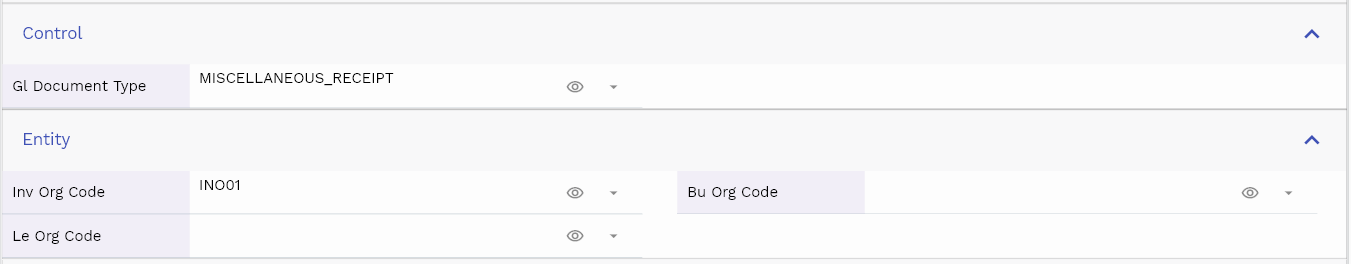 Control
Gl Document Type MISCELLANEOUS_RECEIPT
Entity
Inv Org Code INO01 Bu Org Code
Le Org Code